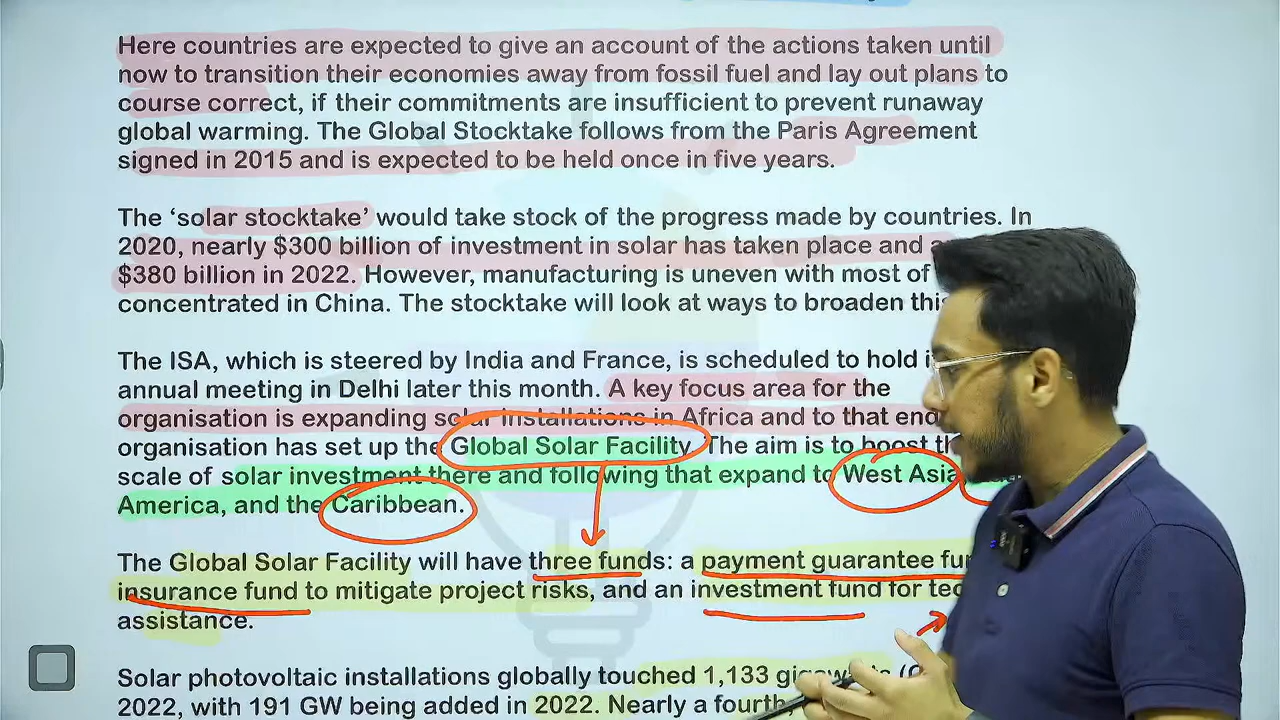 Here countries are expected to give an account of the actions taken until
now to transition their economies away from fossil fuel and lay out plans to
course correct, if their commitments are insufficient to prevent runaway
global warming. The Global Stocktake follows from the Paris Agreement
signed in 2015 and is expected to be held once in five years.
The ‘solar stocktake’ would take stock of the progress made by countries. In
2020, nearly $300 billion of investment in solar has taken place and
$380 billion in 2022. However, manufacturing is uneven with most of
concentrated in China. The stocktake will look at ways to broaden this
The ISA, which is steered by India and France, is scheduled to hold
annual meeting in Delhi later this month. A key focus area for the
organisation is expanding solar installations in Africa and to that end
organisation has set up the Global Solar Facility. The aim is to boost
scale of solar investment there and following that expand to West Asia
America, and the Caribbean.
The Global Solar Facility will have three funds: a payment guarantee
insurance fund to mitigate project risks, and an investment fund for
assistance.
Solar photovoltaic installations globally touched 1,133 gigawatts
2022, with 191 GW being added in 2022. Nearly a fourth,